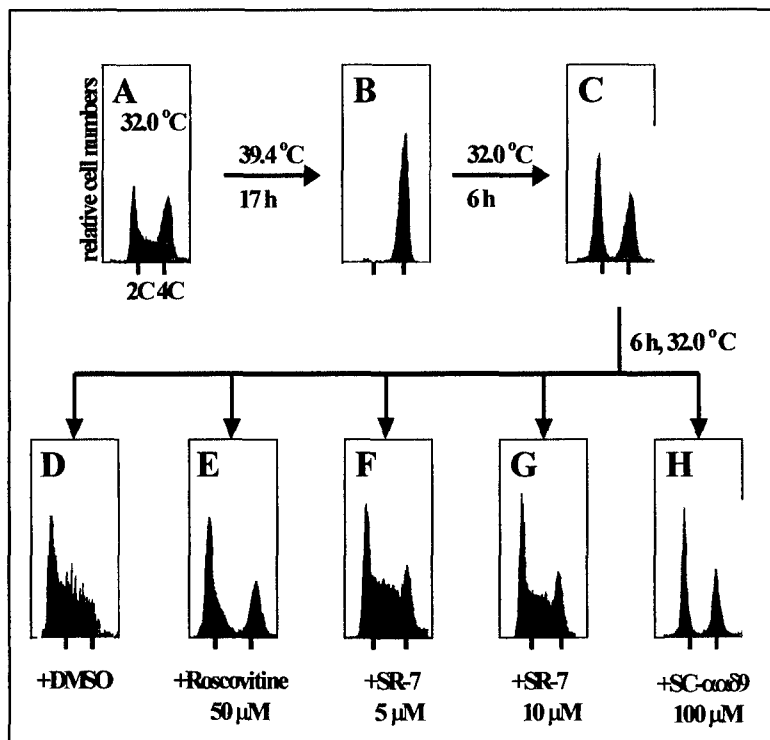 relative cell numbers
A
32.0 °C
2C 4C
39.4 °C
17 h
B
32.0 °C
6 h
C
6 h, 32.0 °C
D
E
F
G
H
+DMSO
+Roscovitine
50 μM
+SR-7
5 μM
+SR-7
10 μM
+SC-ααδ9
100 μM